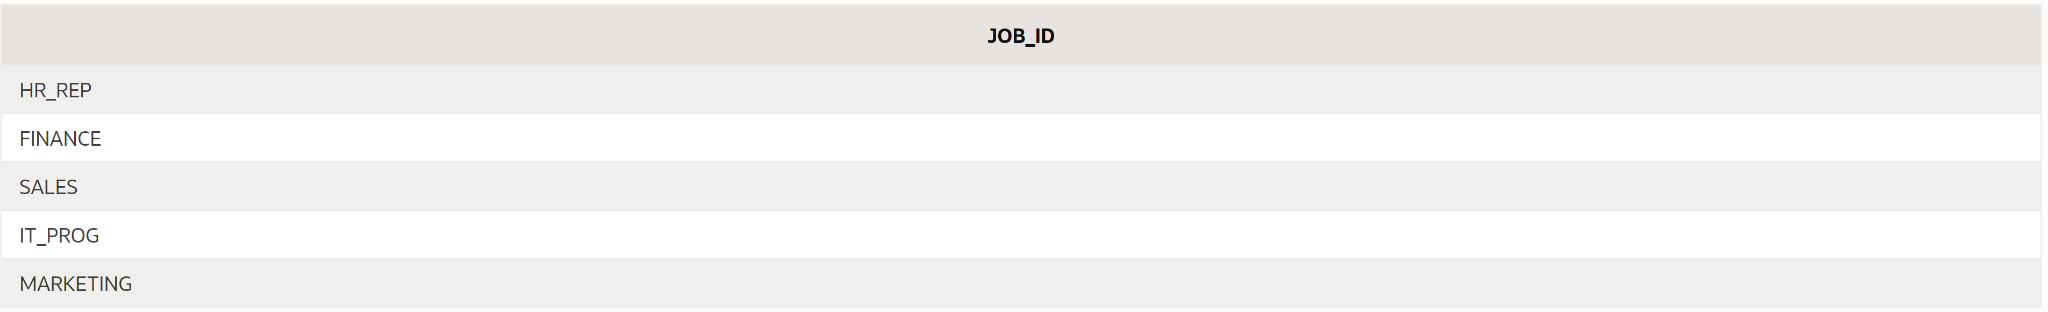 JOB_ID
HR_REP
FINANCE
SALES
IT_PROG
MARKETING